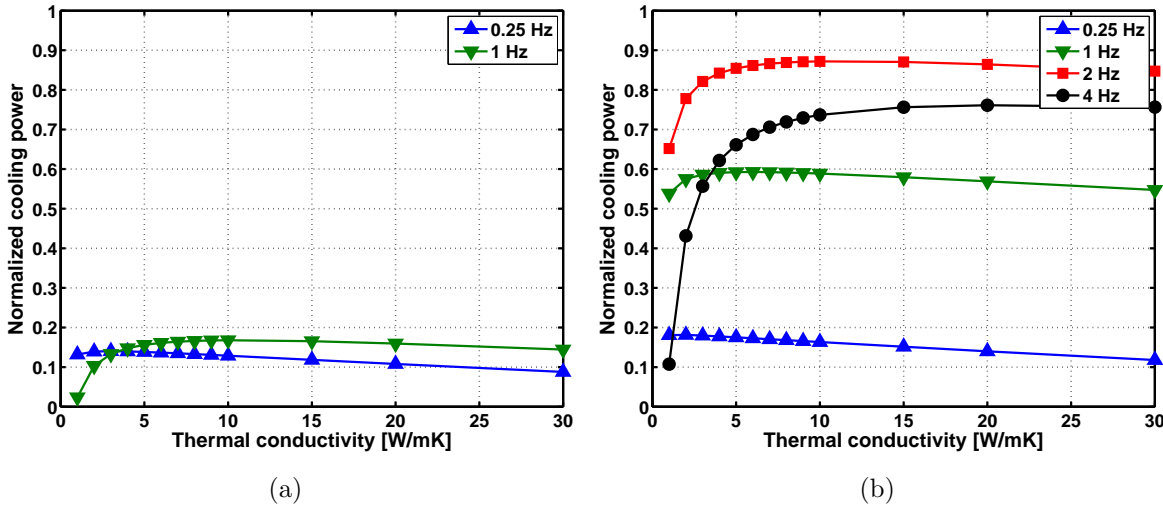 1
0.9
0.8
0.7
0.6
0.5
0.4
0.3
0.2
0.1
0
0 5 10 15 20 25 30
Normalized cooling power
Thermal conductivity [W/mK]
0.25 Hz
1 Hz
(a)
1
0.9
0.8
0.7
0.6
0.5
0.4
0.3
0.2
0.1
0
0 5 10 15 20 25 30
Normalized cooling power
Thermal conductivity [W/mK]
0.25 Hz
1 Hz
2 Hz
4 Hz
(b)